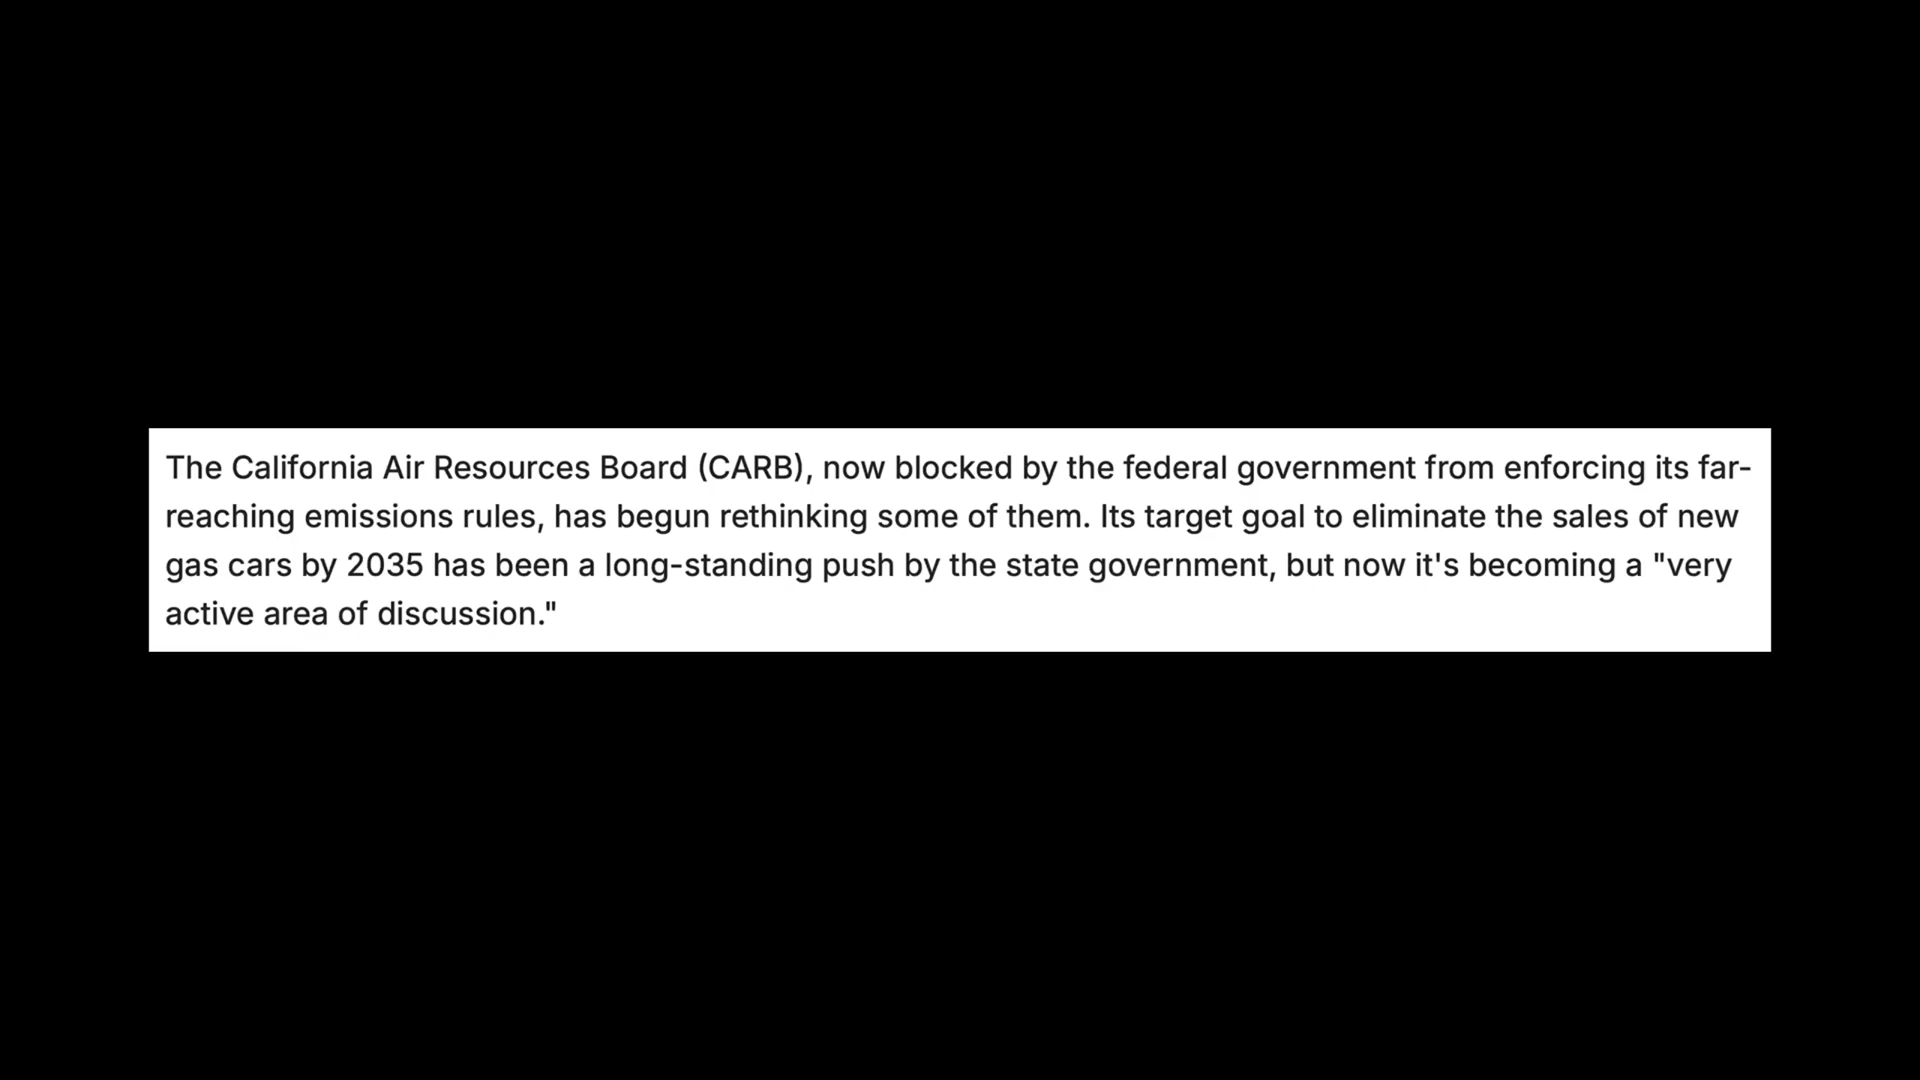 The California Air Resources Board (CARB), now blocked by the federal government from enforcing its far-
reaching emissions rules, has begun rethinking some of them. Its target goal to eliminate the sales of new
gas cars by 2035 has been a long-standing push by the state government, but now it's becoming a "very
active area of discussion."